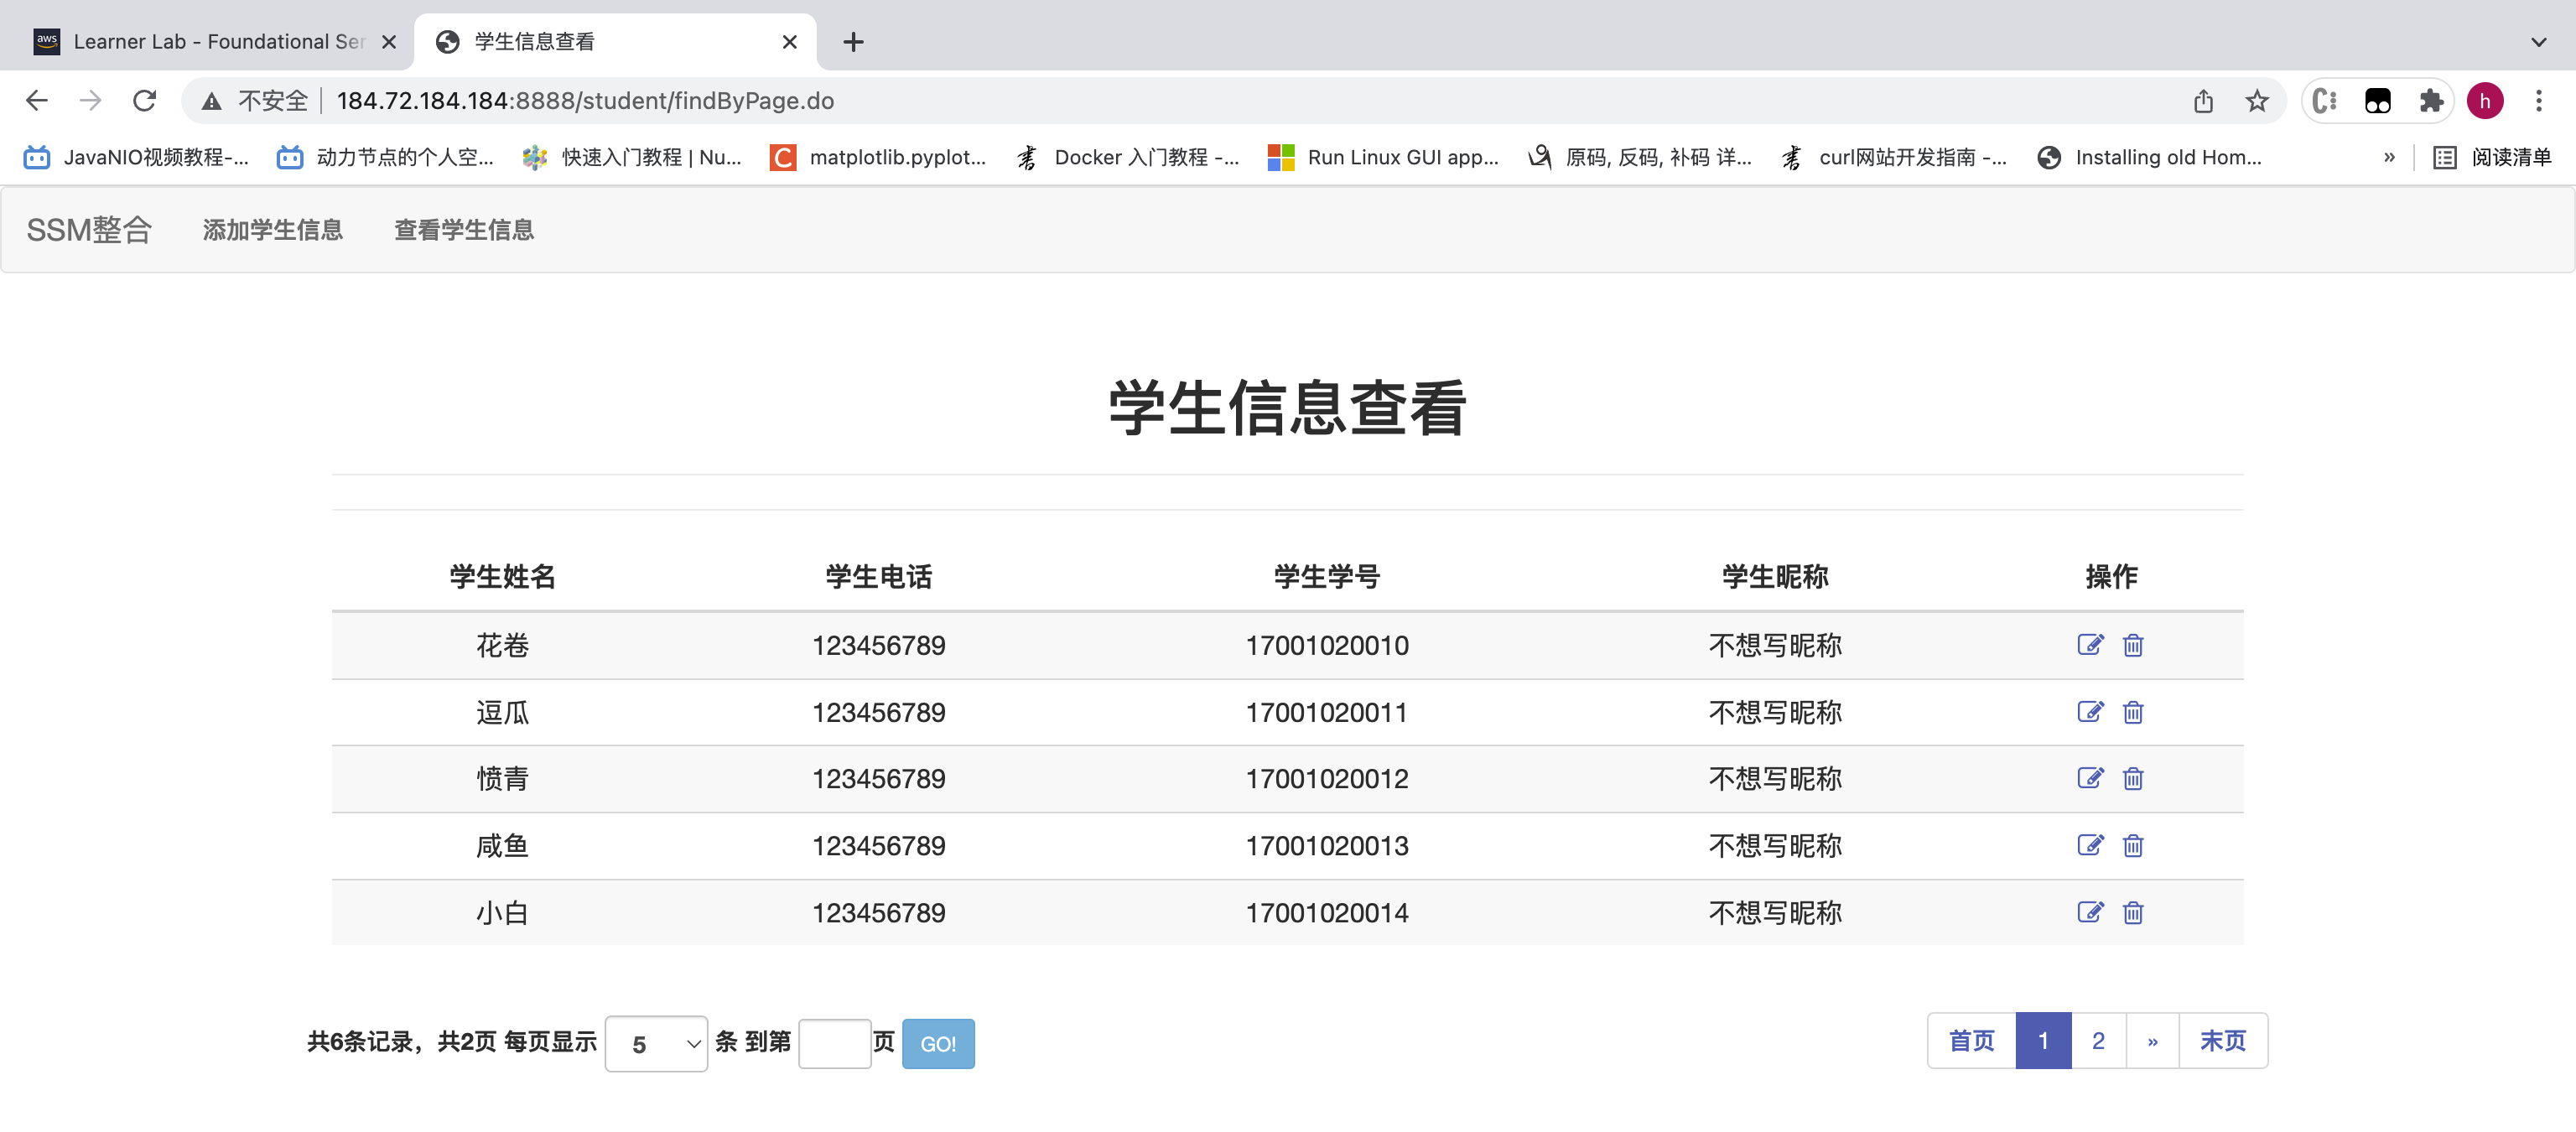 aws Learner Lab - Foundational Ser 学生信息查看
不安全 184.72.184.184:8888/student/findByPage.do h
JavaNIO视频教程-... 动力节点的个人空... 快速入门教程 | Nu... C matplotlib.pyplot... Docker 入门教程 -... Run Linux GUI app... 原码, 反码, 补码 详... curl网站开发指南 -... Installing old Hom... » 阅读清单
SSM整合 添加学生信息 查看学生信息
学生信息查看
学生姓名 学生电话 学生学号 学生昵称 操作
花卷 123456789 17001020010 不想写昵称
逗瓜 123456789 17001020011 不想写昵称
愤青 123456789 17001020012 不想写昵称
咸鱼 123456789 17001020013 不想写昵称
小白 123456789 17001020014 不想写昵称
共6条记录，共2页 每页显示 5 条 到第 页 GO! 首页 1 2 » 末页